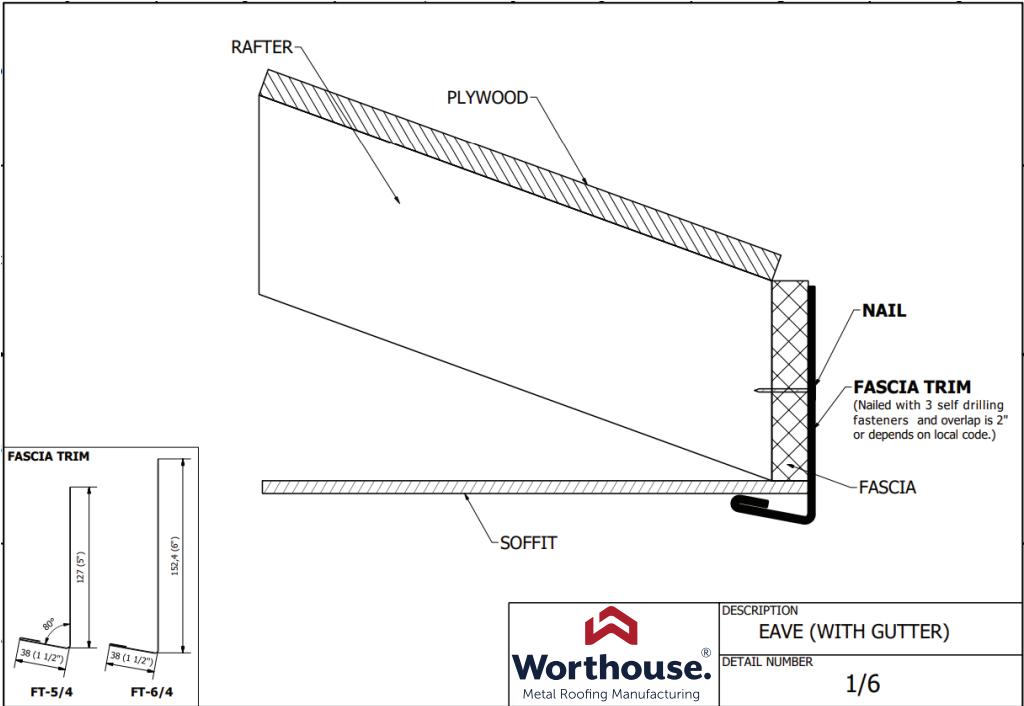 RAFTER
PLYWOOD
NAIL
FASCIA TRIM
(Nailed with 3 self drilling
fasteners and overlap is 2"
or depends on local code.)
FASCIA
SOFFIT
FASCIA TRIM
127 (5")
152,4 (6")
80°
38 (1 1/2")
38 (1 1/2")
FT-5/4
FT-6/4
Worthouse.®
Metal Roofing Manufacturing
DESCRIPTION
EAVE (WITH GUTTER)
DETAIL NUMBER
1/6